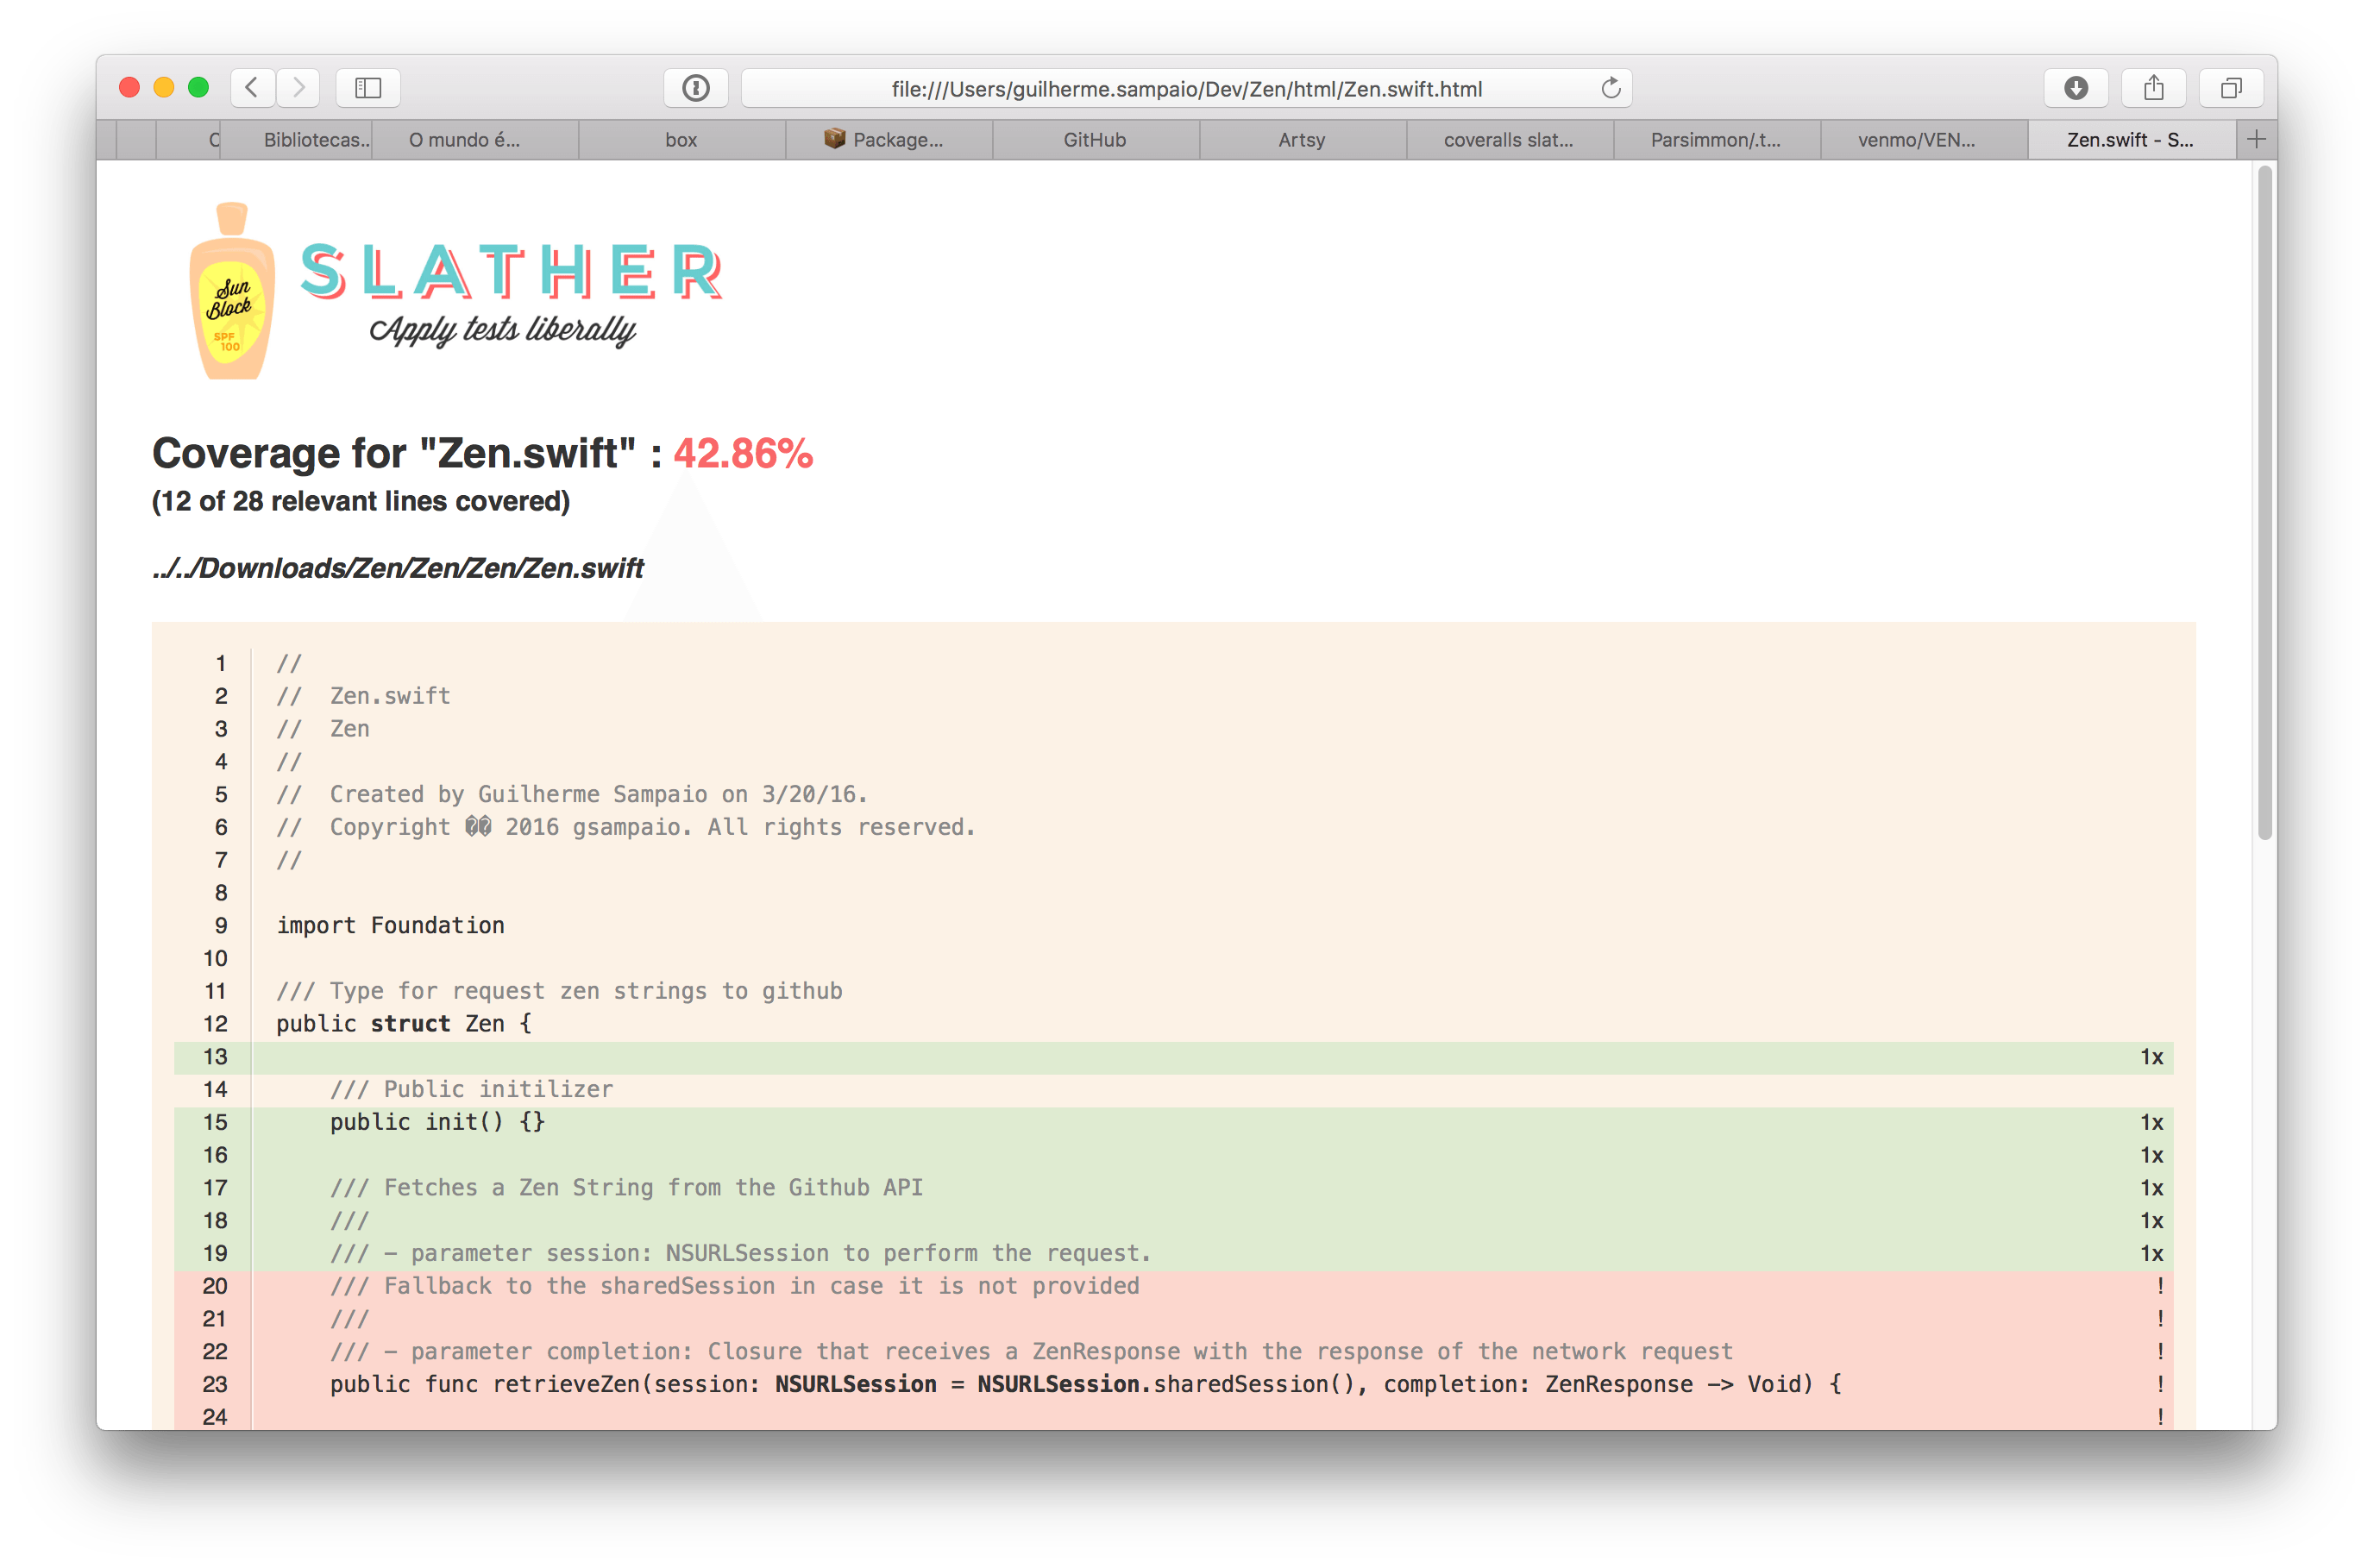 file:///Users/guilherme.sampaio/Dev/Zen/html/Zen.swift.html
C Bibliotecas... O mundo é... box 📦 Package... GitHub Artsy coveralls slat... Parsimmon/.t... venmo/VEN... Zen.swift - S...
Sun
Block
SPF
100
SLATHER
Apply tests liberally
Coverage for "Zen.swift" : 42.86%
(12 of 28 relevant lines covered)
../../Downloads/Zen/Zen/Zen/Zen.swift
1 //
2 //  Zen.swift
3 //  Zen
4 //
5 //  Created by Guilherme Sampaio on 3/20/16.
6 //  Copyright �� 2016 gsampaio. All rights reserved.
7 //
8
9 import Foundation
10
11 /// Type for request zen strings to github
12 public struct Zen {
13 1x
14 /// Public initilizer
15 public init() {} 1x
16 1x
17 /// Fetches a Zen String from the Github API 1x
18 /// 1x
19 /// - parameter session: NSURLSession to perform the request. 1x
20 /// Fallback to the sharedSession in case it is not provided !
21 /// !
22 /// - parameter completion: Closure that receives a ZenResponse with the response of the network request !
23 public func retrieveZen(session: NSURLSession = NSURLSession.sharedSession(), completion: ZenResponse -> Void) { !
24 !